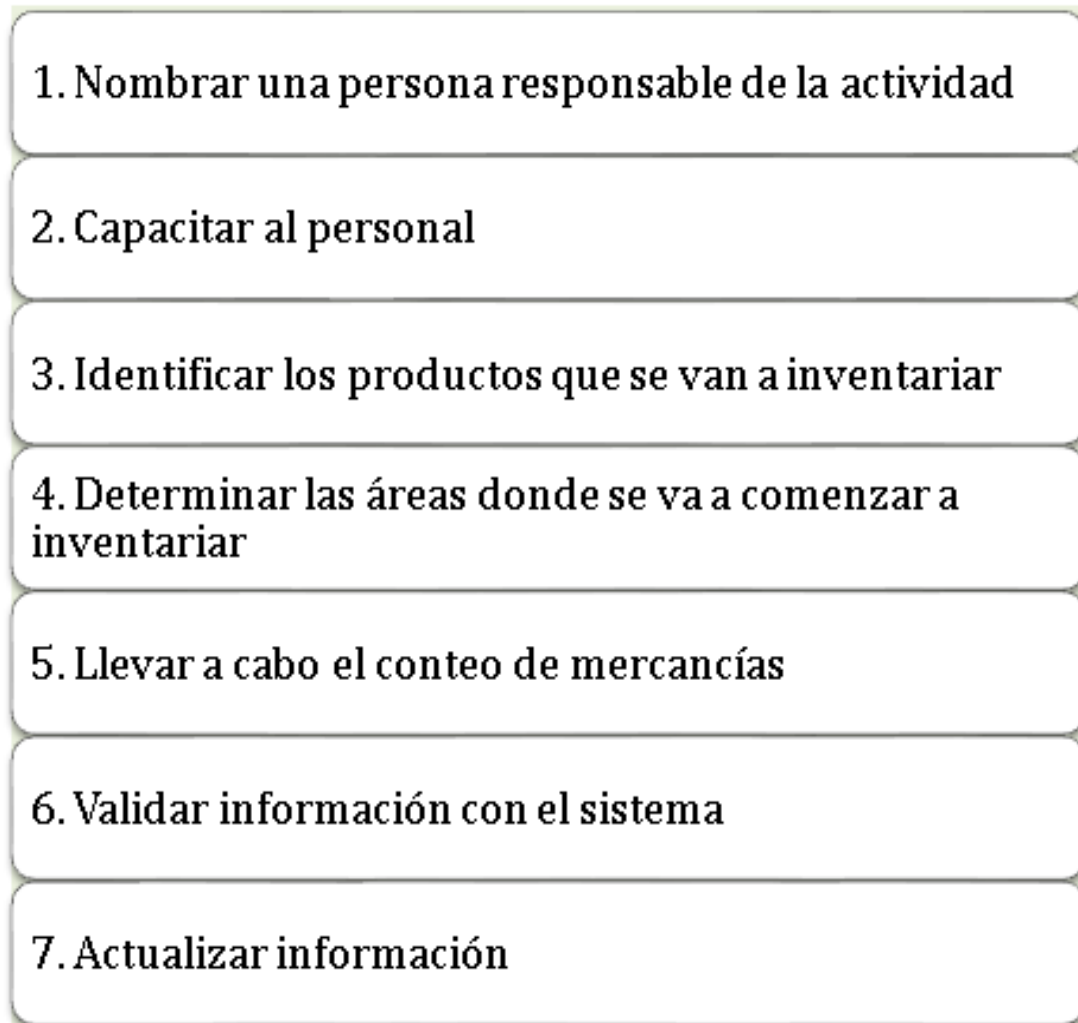 1. Nombrar una persona responsable de la actividad
2. Capacitar al personal
3. Identificar los productos que se van a inventariar
4. Determinar las áreas donde se va a comenzar a
inventariar
5. Llevar a cabo el conteo de mercancías
6. Validar información con el sistema
7. Actualizar información